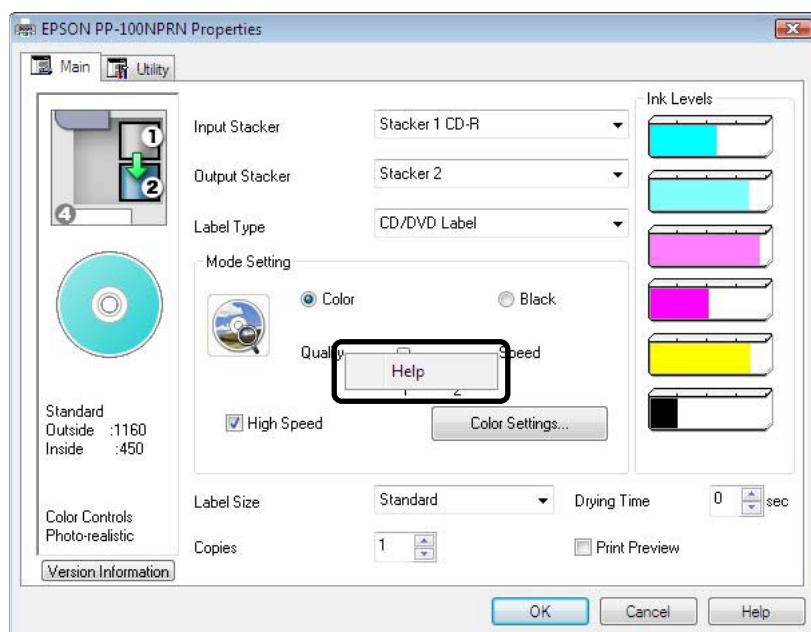 EPSON PP-100NPRN Properties
Main
Utility
1
2
4
Standard
Outside :1160
Inside :450
Color Controls
Photo-realistic
Version Information
Input Stacker
Stacker 1 CD-R
Output Stacker
Stacker 2
Label Type
CD/DVD Label
Mode Setting
Color
Black
Quality
Speed
Help
1 2
High Speed
Color Settings...
Label Size
Standard
Drying Time
0
sec
Copies
1
Print Preview
Ink Levels
OK
Cancel
Help